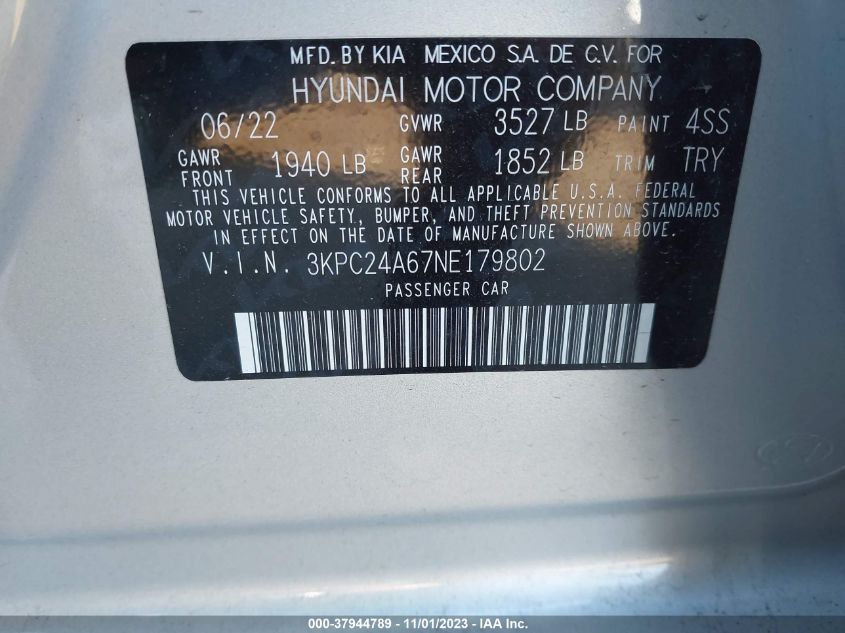 MFD. BY KIA MEXICO S.A. DE C.V. FOR
HYUNDAI MOTOR COMPANY
06/22 GVWR 3527 LB PAINT 4SS
GAWR FRONT 1940 LB GAWR REAR 1852 LB TRIM TRY
THIS VEHICLE CONFORMS TO ALL APPLICABLE U.S.A. FEDERAL
MOTOR VEHICLE SAFETY, BUMPER, AND THEFT PREVENTION STANDARDS
IN EFFECT ON THE DATE OF MANUFACTURE SHOWN ABOVE.
V.I.N. 3KPC24A67NE179802
PASSENGER CAR
000-37944789 - 11/01/2023 - IAA Inc.